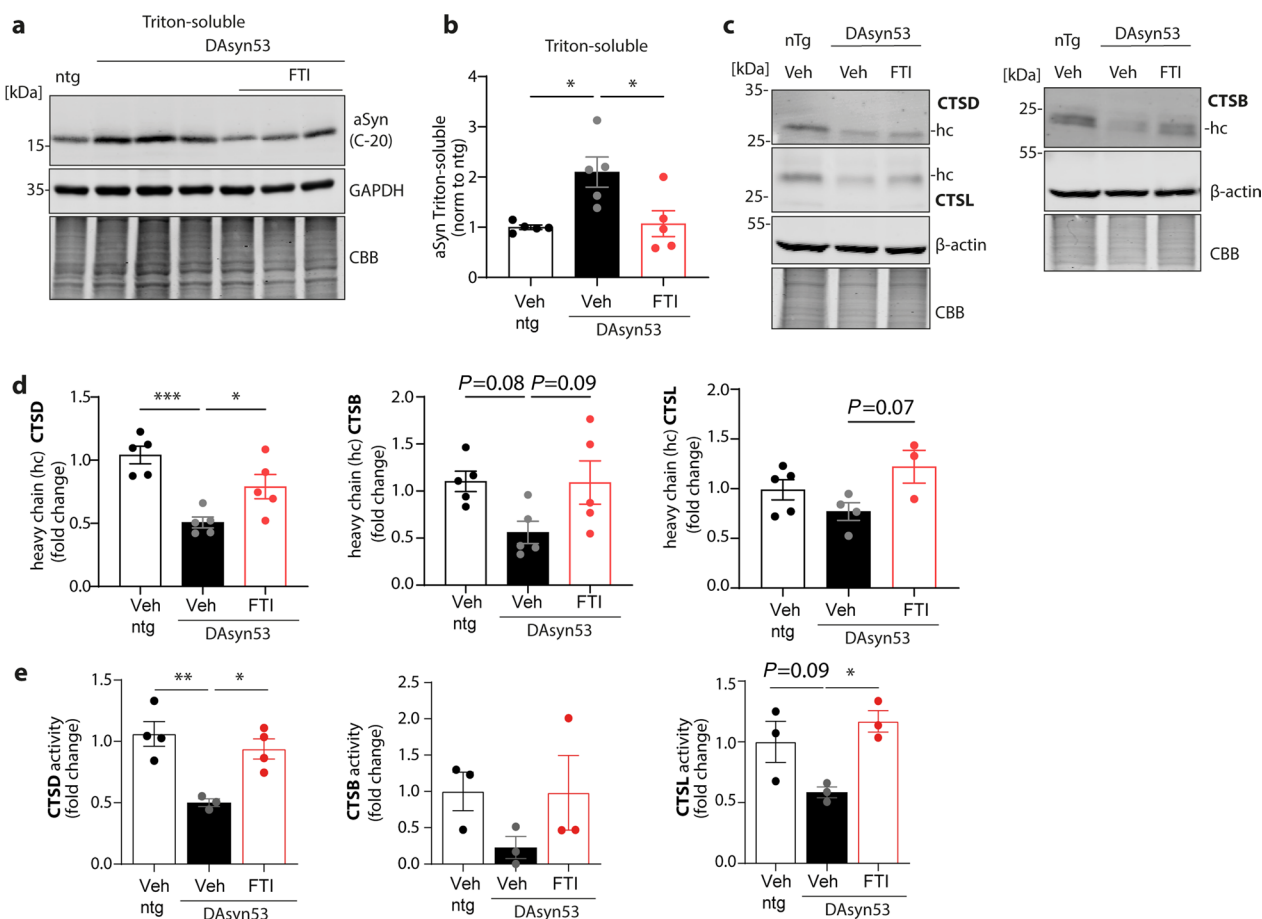 a
Triton-soluble
DAsyn53
ntg
FTI
[kDa]
aSyn
(C-20)
15-
35-
GAPDH
CBB
b
Triton-soluble
aSyn Triton-soluble
(norm to ntg)
4
3
2
1
0
*
*
Veh
ntg
Veh
FTI
DAsyn53
c
nTg
DAsyn53
[kDa]
Veh
Veh
FTI
35-
CTSD
-hc
25-
-hc
CTSL
55-
β-actin
CBB
nTg
DAsyn53
[kDa]
Veh
Veh
FTI
25-
CTSB
-hc
55-
β-actin
CBB
d
heavy chain (hc) CTSD
(fold change)
1.5
1.0
0.5
0.0
***
*
Veh
ntg
Veh
FTI
DAsyn53
heavy chain (hc) CTSB
(fold change)
2.0
1.5
1.0
0.5
0.0
P=0.08
P=0.09
Veh
ntg
Veh
FTI
DAsyn53
heavy chain (hc) CTSL
(fold change)
2.0
1.5
1.0
0.5
0.0
P=0.07
Veh
ntg
Veh
FTI
DAsyn53
e
CTSD activity
(fold change)
1.5
1.0
0.5
0.0
**
*
Veh
ntg
Veh
FTI
DAsyn53
CTSB activity
(fold change)
2.5
2.0
1.5
1.0
0.5
0.0
Veh
ntg
Veh
FTI
DAsyn53
CTSL activity
(fold change)
1.5
1.0
0.5
0.0
P=0.09
*
Veh
ntg
Veh
FTI
DAsyn53